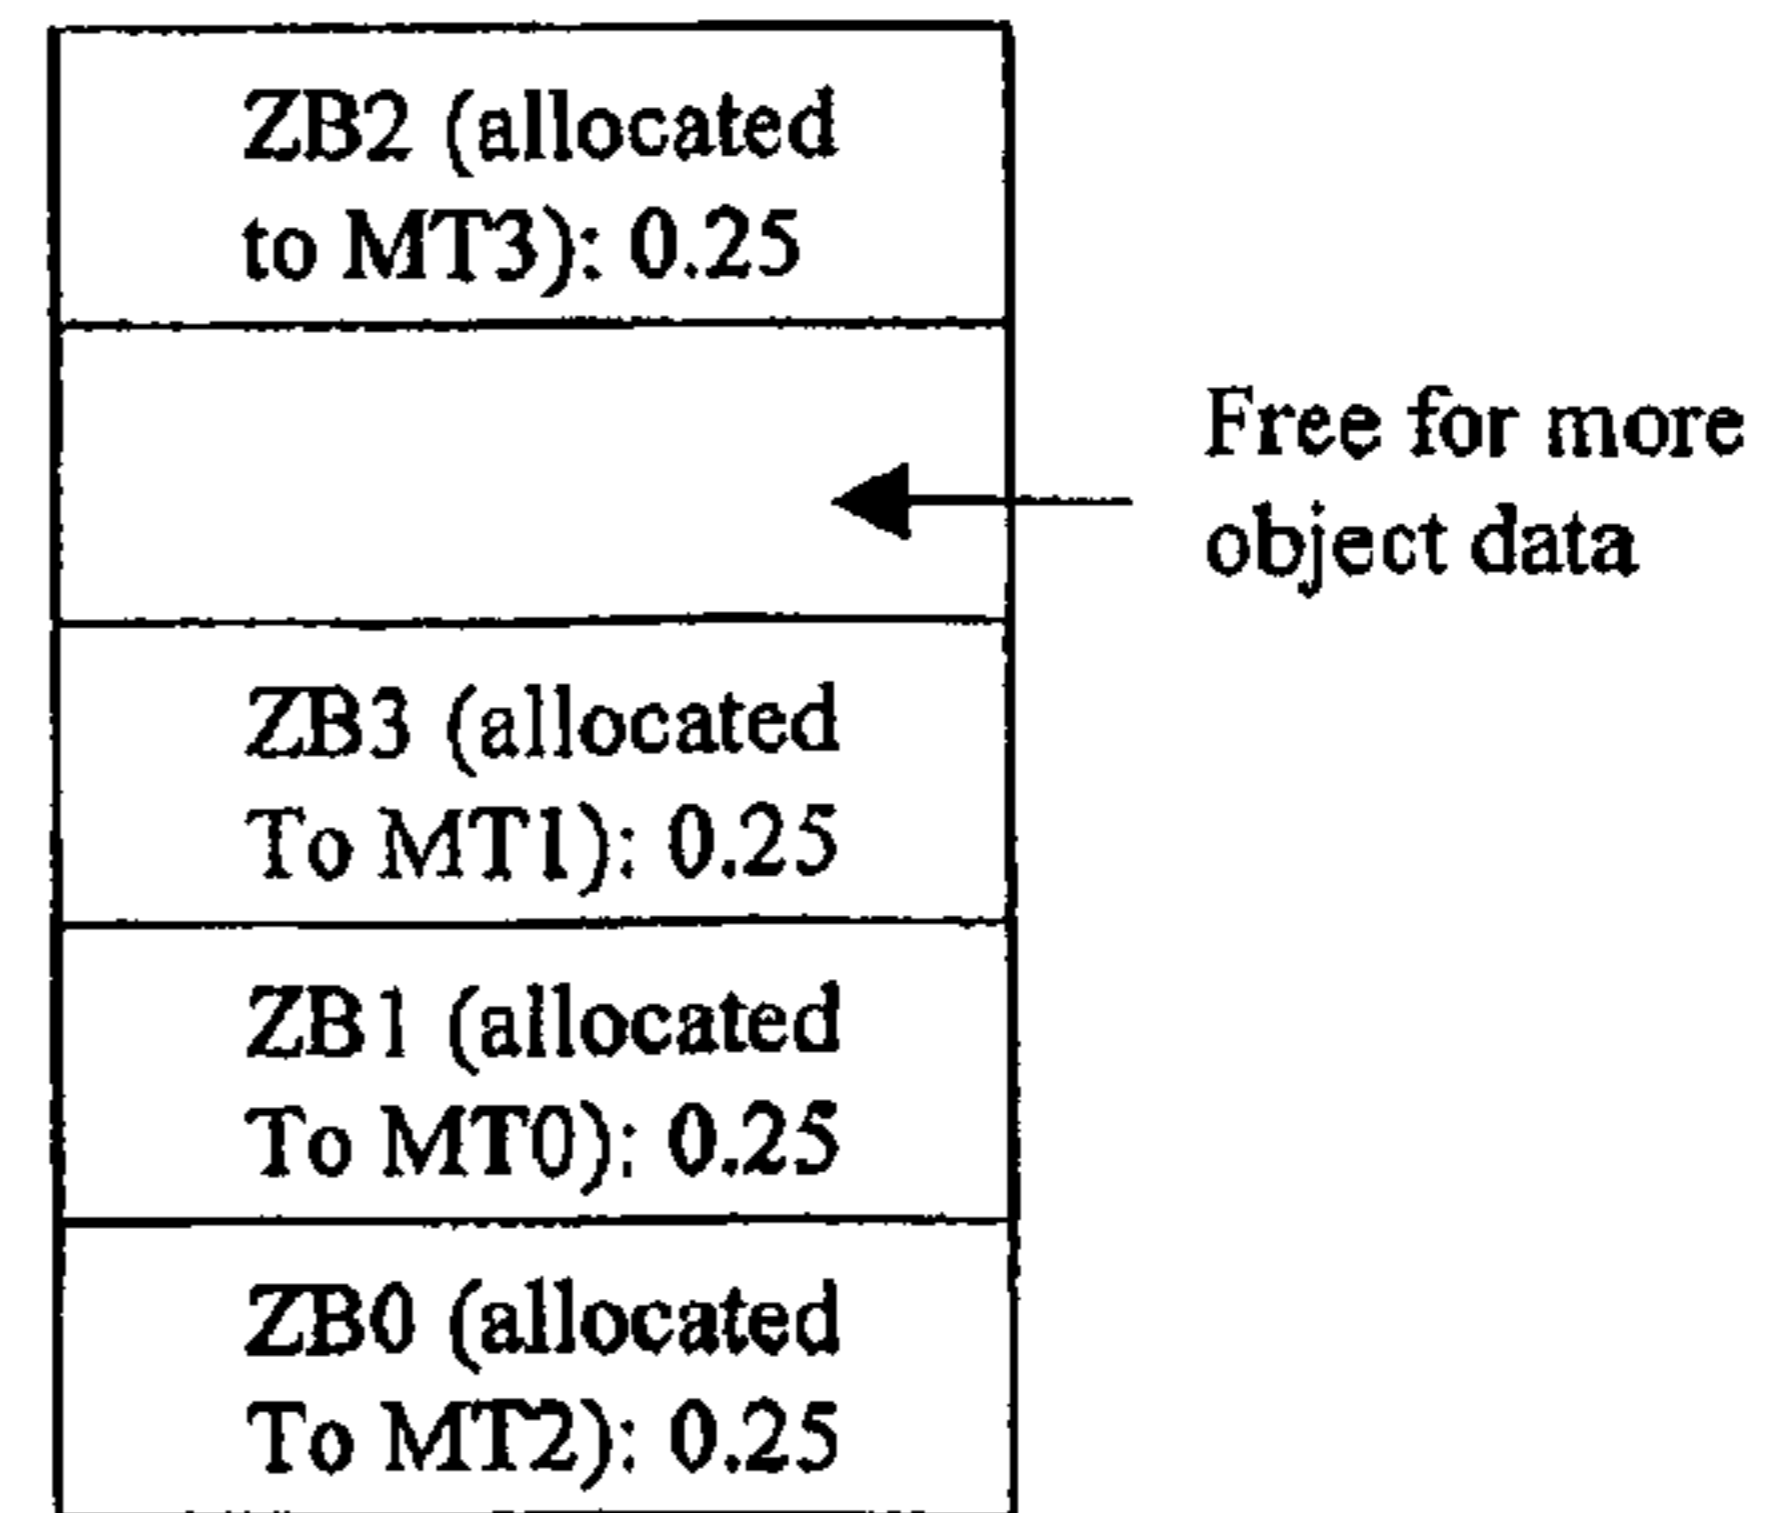 ZB2 (allocated
to MT3): 0.25
Free for more
object data
ZB3 (allocated
To MT1): 0.25
ZB1 (allocated
To MT0): 0.25
ZB0 (allocated
To MT2): 0.25